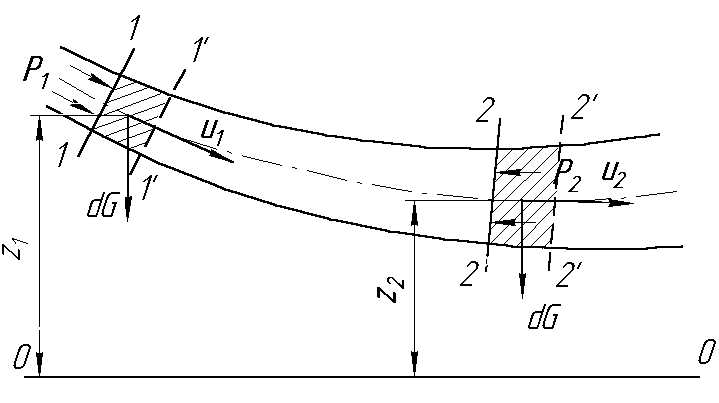 1 1'
P₁
u₁
1 1'
dG
z₁
2 2'
P₂ u₂
2 2'
z₂
dG
0 0